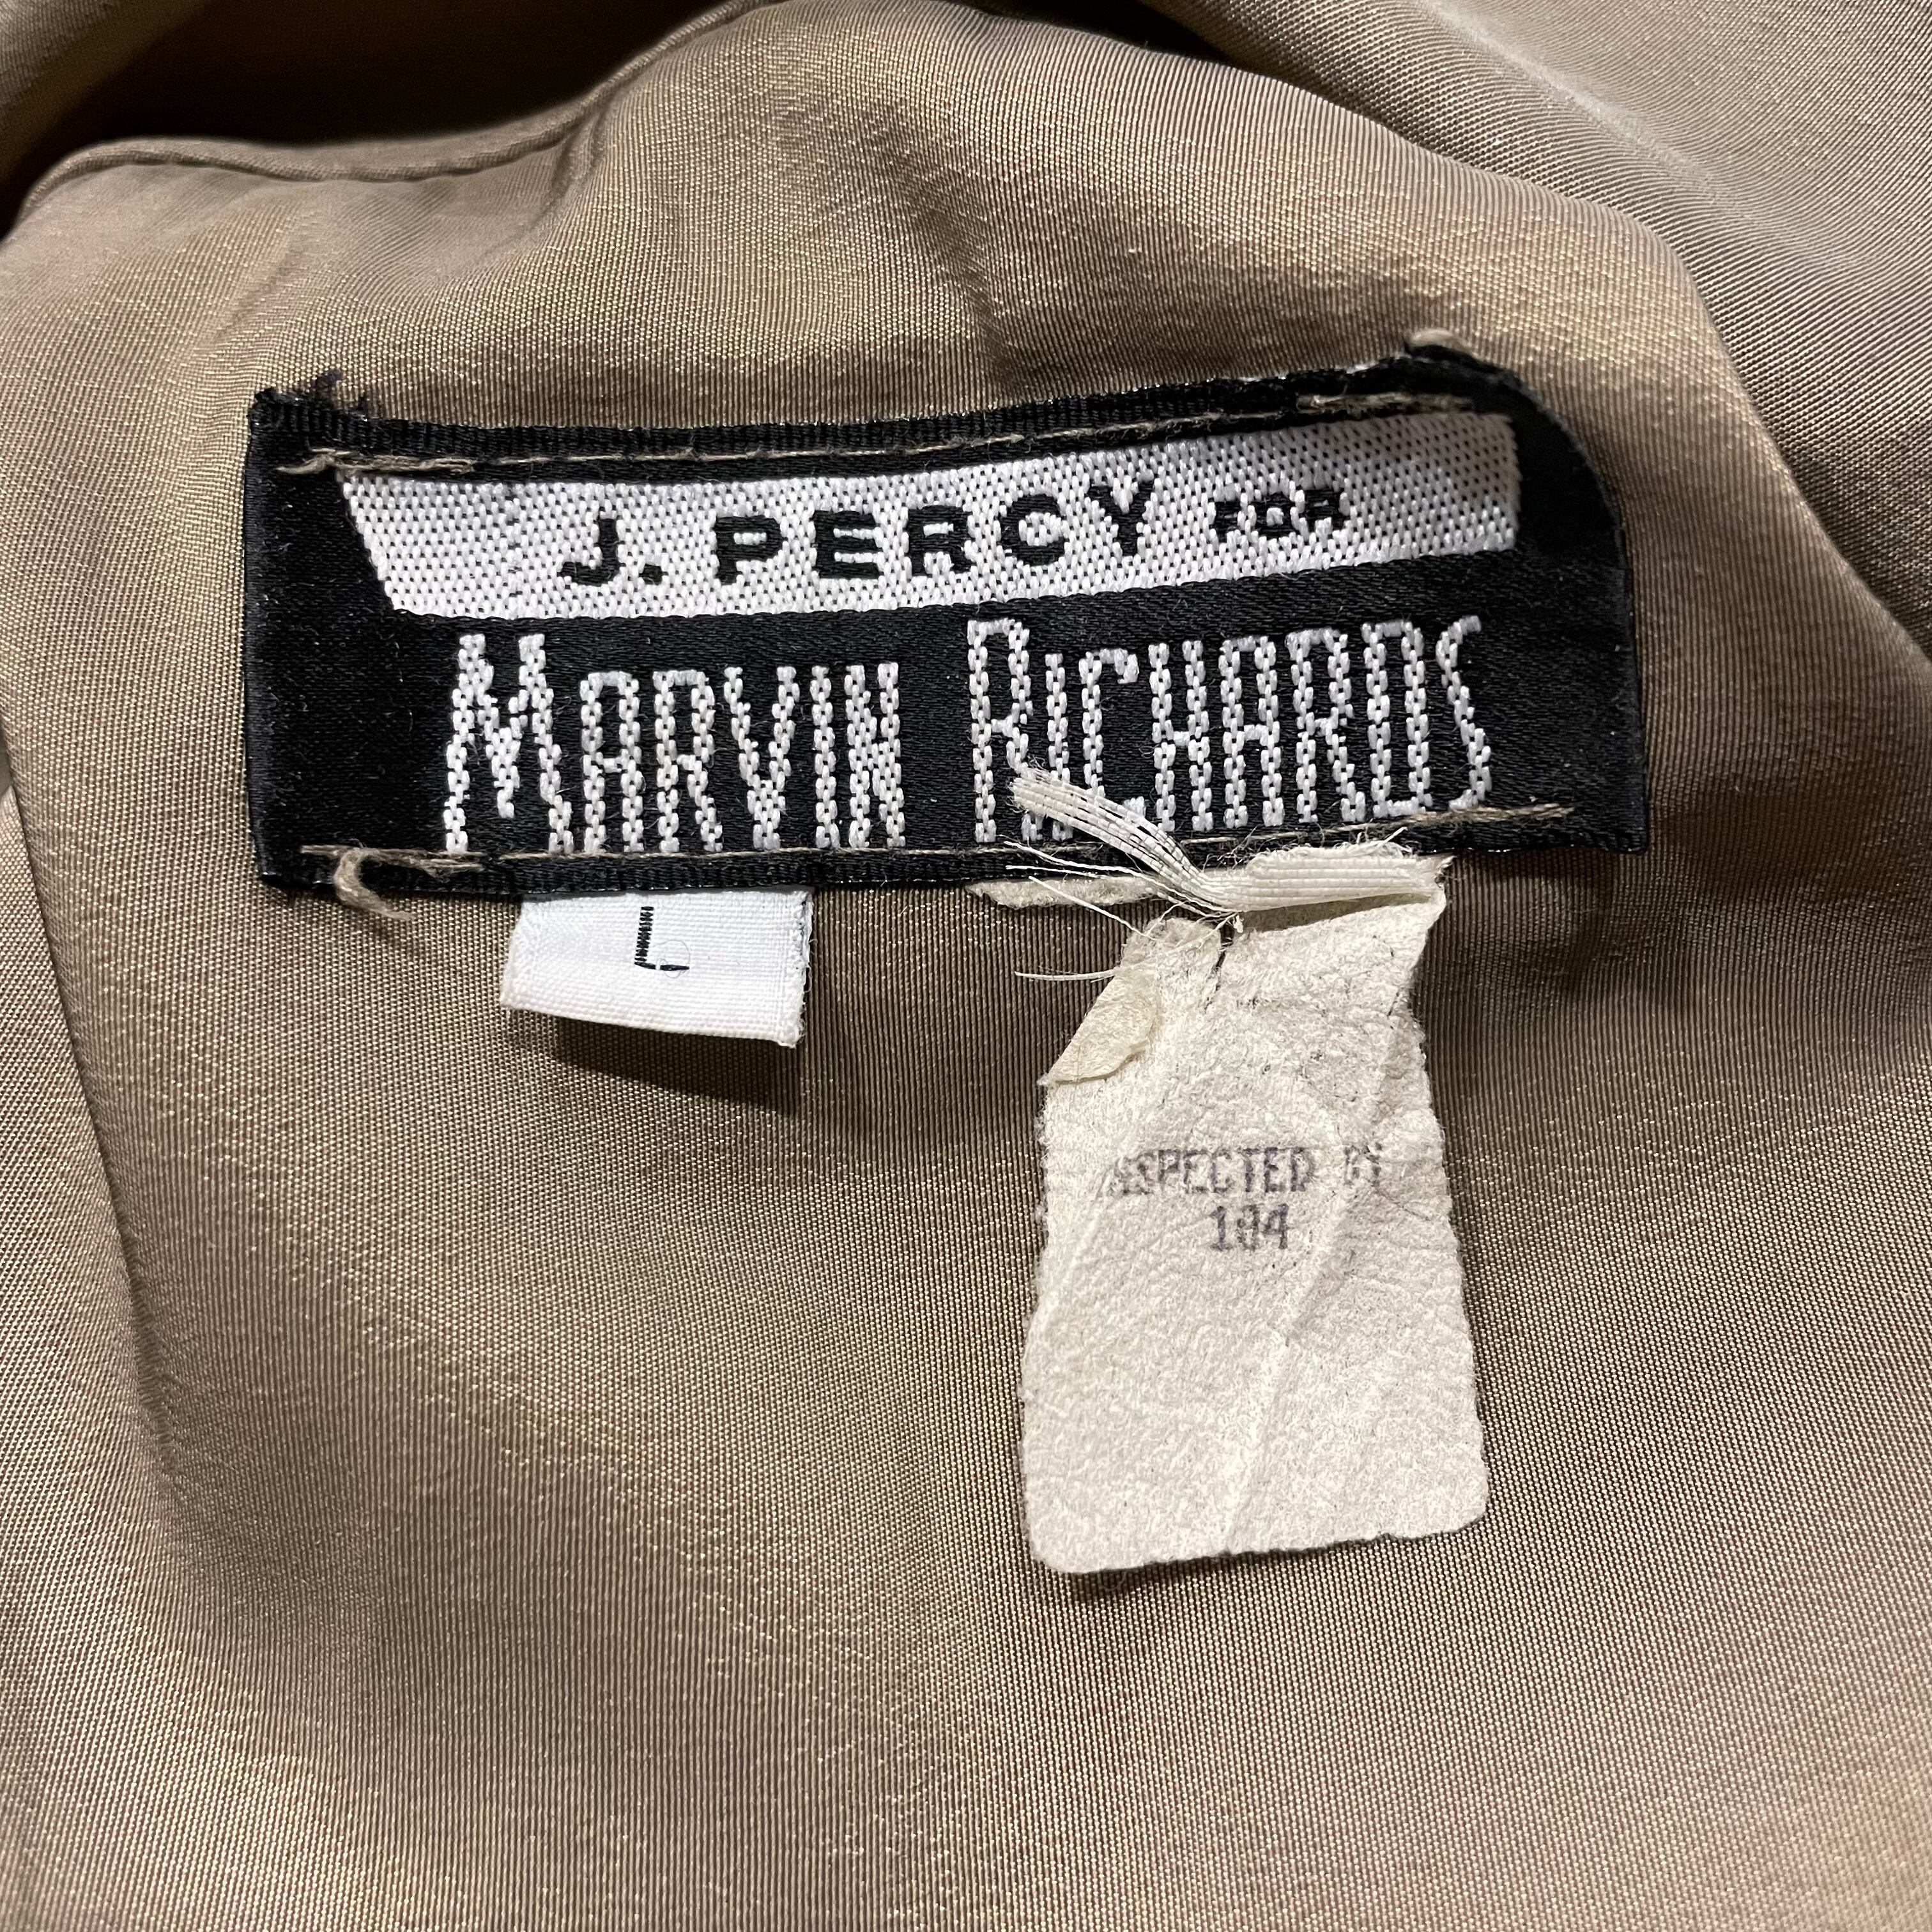 J. PERCY FOR
MARVIN RICHARDS
L
INSPECTED BY
104